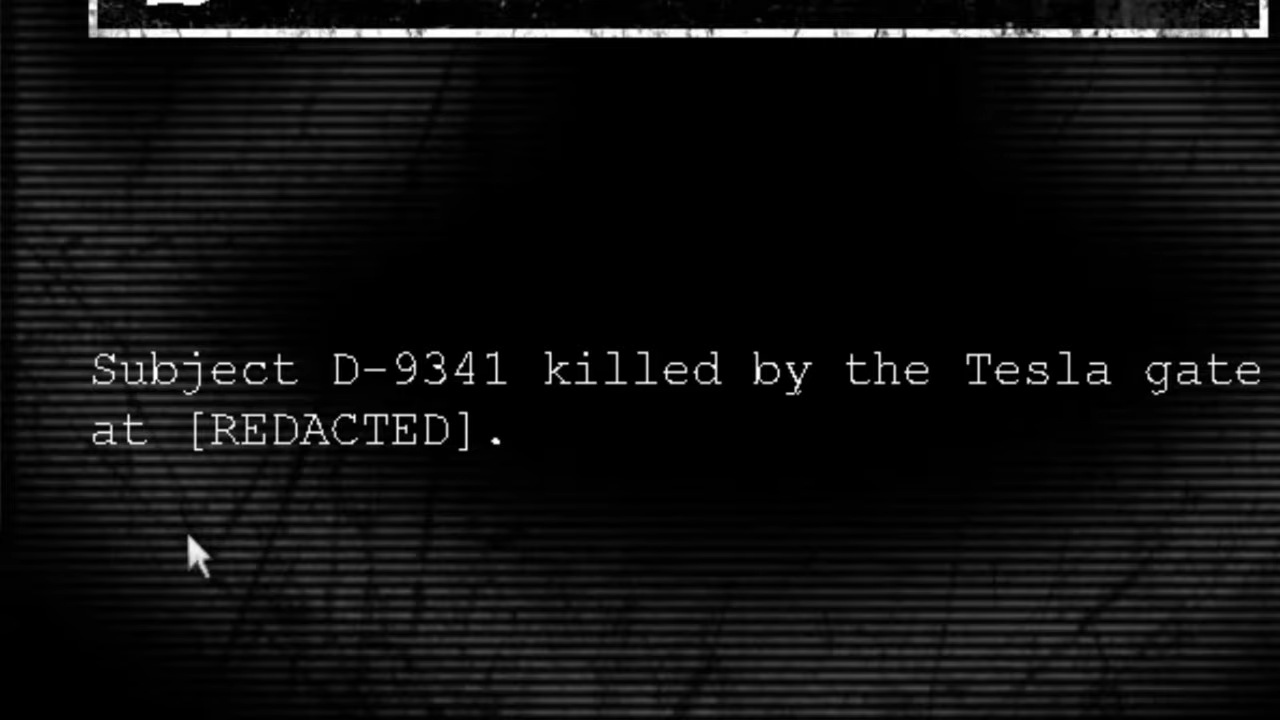 Subject D-9341 killed by the Tesla gate
at [REDACTED].